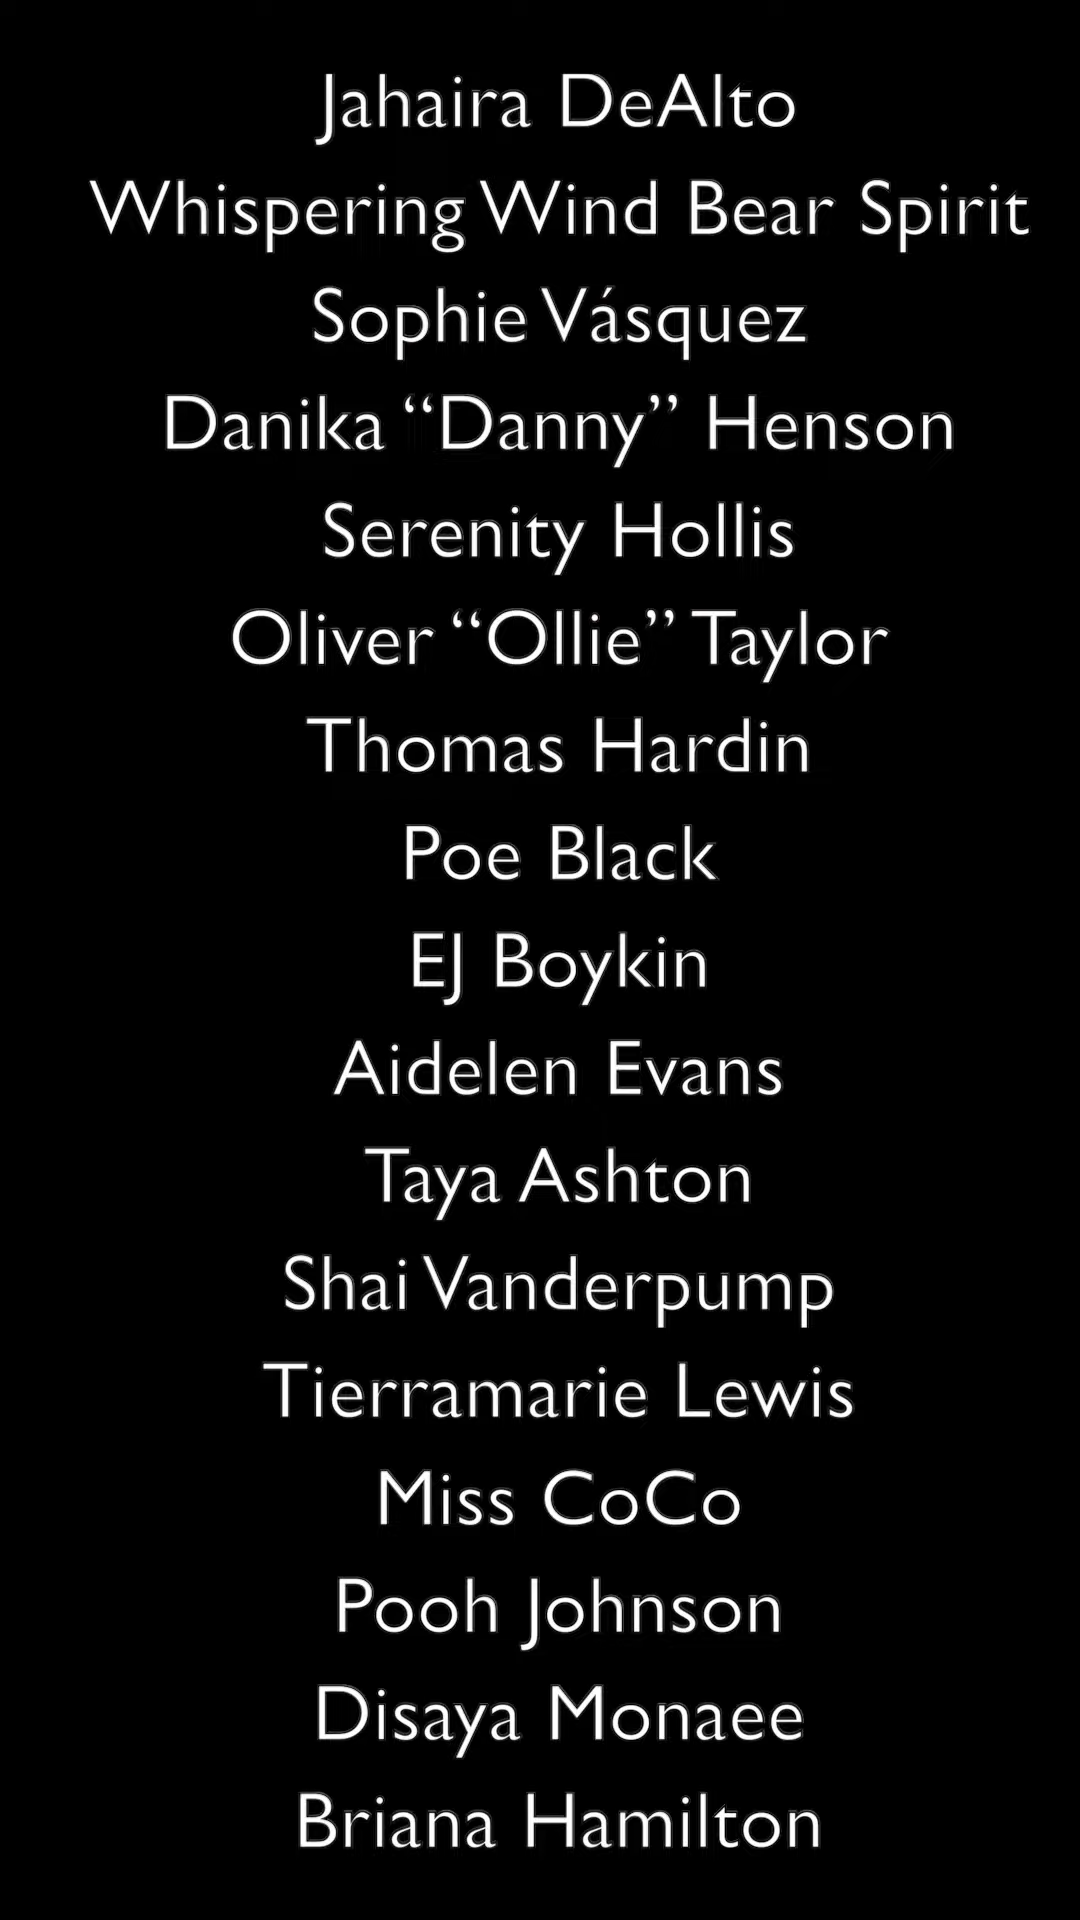 Jahaira DeAlto
Whispering Wind Bear Spirit
Sophie Vásquez
Danika “Danny” Henson
Serenity Hollis
Oliver “Ollie” Taylor
Thomas Hardin
Poe Black
EJ Boykin
Aidelen Evans
Taya Ashton
Shai Vanderpump
Tierramarie Lewis
Miss CoCo
Pooh Johnson
Disaya Monaee
Briana Hamilton